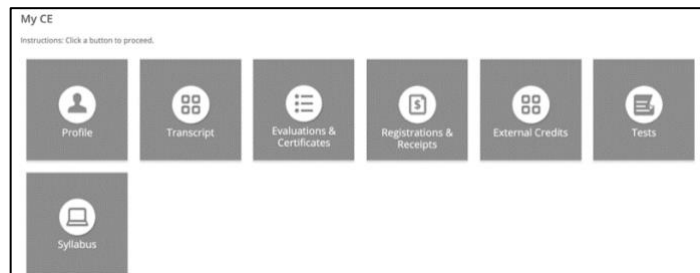 My CE
Instructions: Click a button to proceed.
Profile
Transcript
Evaluations &
Certificates
Registrations &
Receipts
External Credits
Tests
Syllabus